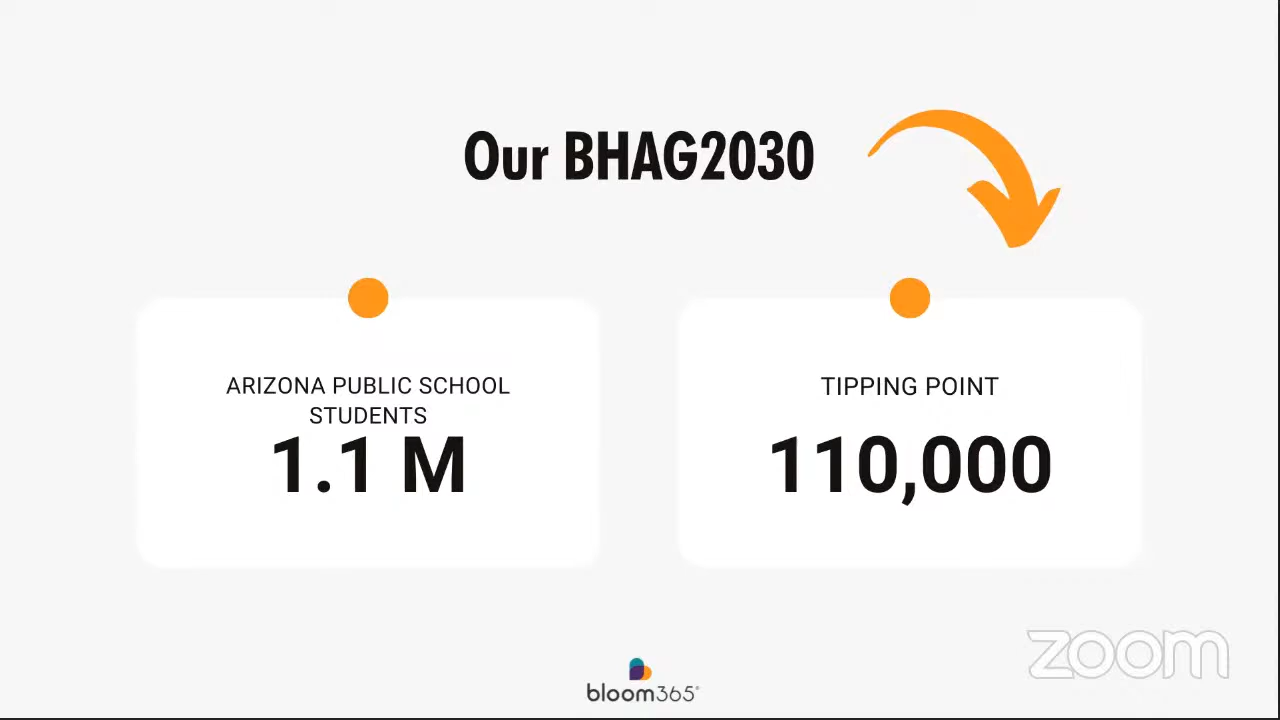 Our BHAG2030
ARIZONA PUBLIC SCHOOL
STUDENTS
1.1 M
TIPPING POINT
110,000
bloom365®
zoom